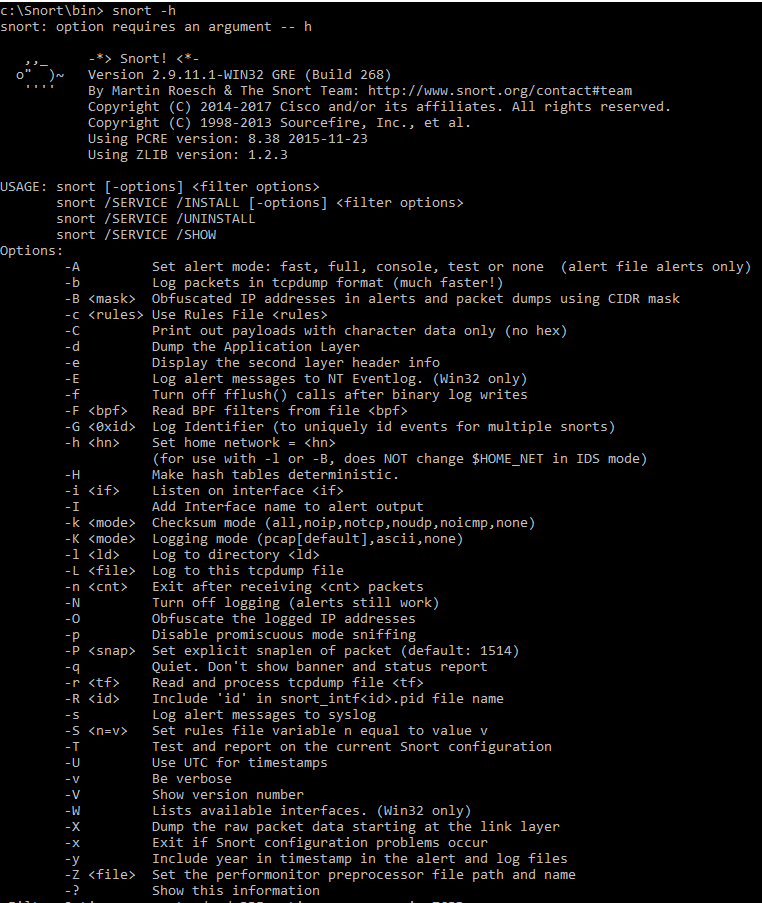 c:\Snort\bin> snort -h
snort: option requires an argument -- h
,,_     -*> Snort! <*-
o"  )~   Version 2.9.11.1-WIN32 GRE (Build 268)
''''    By Martin Roesch & The Snort Team: http://www.snort.org/contact#team
Copyright (C) 2014-2017 Cisco and/or its affiliates. All rights reserved.
Copyright (C) 1998-2013 Sourcefire, Inc., et al.
Using PCRE version: 8.38 2015-11-23
Using ZLIB version: 1.2.3
USAGE: snort [-options] <filter options>
snort /SERVICE /INSTALL [-options] <filter options>
snort /SERVICE /UNINSTALL
snort /SERVICE /SHOW
Options:
-A         Set alert mode: fast, full, console, test or none  (alert file alerts only)
-b         Log packets in tcpdump format (much faster!)
-B <mask>  Obfuscated IP addresses in alerts and packet dumps using CIDR mask
-c <rules> Use Rules File <rules>
-C         Print out payloads with character data only (no hex)
-d         Dump the Application Layer
-e         Display the second layer header info
-E         Log alert messages to NT Eventlog. (Win32 only)
-f         Turn off fflush() calls after binary log writes
-F <bpf>   Read BPF filters from file <bpf>
-G <0xid>  Log Identifier (to uniquely id events for multiple snorts)
-h <hn>    Set home network = <hn>
(for use with -l or -B, does NOT change $HOME_NET in IDS mode)
-H         Make hash tables deterministic.
-i <if>    Listen on interface <if>
-I         Add Interface name to alert output
-k <mode>  Checksum mode (all,noip,notcp,noudp,noicmp,none)
-K <mode>  Logging mode (pcap[default],ascii,none)
-l <ld>    Log to directory <ld>
-L <file>  Log to this tcpdump file
-n <cnt>   Exit after receiving <cnt> packets
-N         Turn off logging (alerts still work)
-O         Obfuscate the logged IP addresses
-p         Disable promiscuous mode sniffing
-P <snap>  Set explicit snaplen of packet (default: 1514)
-q         Quiet. Don't show banner and status report
-r <tf>    Read and process tcpdump file <tf>
-R <id>    Include 'id' in snort_intf<id>.pid file name
-s         Log alert messages to syslog
-S <n=v>   Set rules file variable n equal to value v
-T         Test and report on the current Snort configuration
-U         Use UTC for timestamps
-v         Be verbose
-V         Show version number
-W         Lists available interfaces. (Win32 only)
-X         Dump the raw packet data starting at the link layer
-x         Exit if Snort configuration problems occur
-y         Include year in timestamp in the alert and log files
-Z <file>  Set the performonitor preprocessor file path and name
-?         Show this information